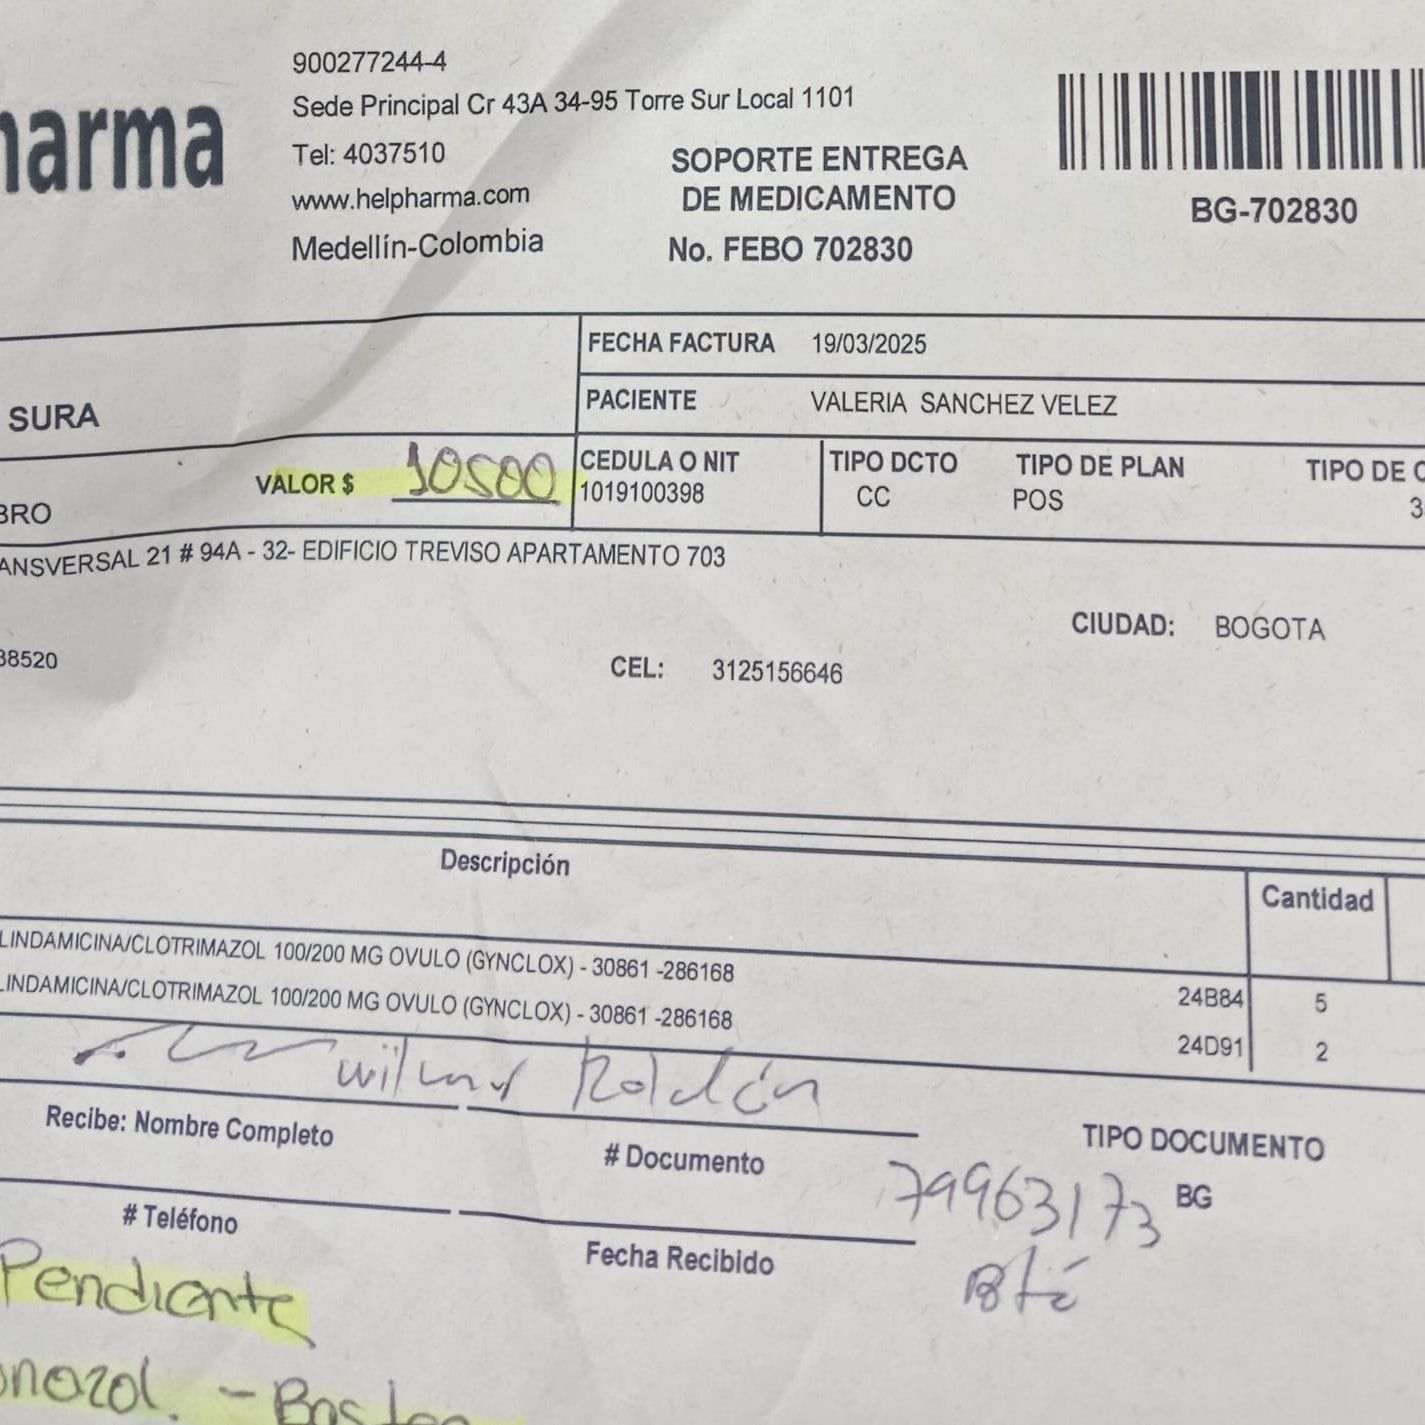 harma
900277244-4
Sede Principal Cr 43A 34-95 Torre Sur Local 1101
Tel: 4037510
www.helpharma.com
Medellín-Colombia
SOPORTE ENTREGA
DE MEDICAMENTO
No. FEBO 702830
BG-702830
FECHA FACTURA 19/03/2025
SURA
PACIENTE VALERIA SANCHEZ VELEZ
BRO VALOR $ 10500
CEDULA O NIT TIPO DCTO TIPO DE PLAN TIPO DE C
1019100398 CC POS 3
ANSVERSAL 21 # 94A - 32- EDIFICIO TREVISO APARTAMENTO 703
CIUDAD: BOGOTA
38520 CEL: 3125156646
Descripción Cantidad
LINDAMICINA/CLOTRIMAZOL 100/200 MG OVULO (GYNCLOX) - 30861 -286168 24B84 5
LINDAMICINA/CLOTRIMAZOL 100/200 MG OVULO (GYNCLOX) - 30861 -286168 24D91 2
Roldán
Recibe: Nombre Completo # Documento TIPO DOCUMENTO
79963173 BG
# Teléfono Fecha Recibido
Bté
Pendiente
onozol. -